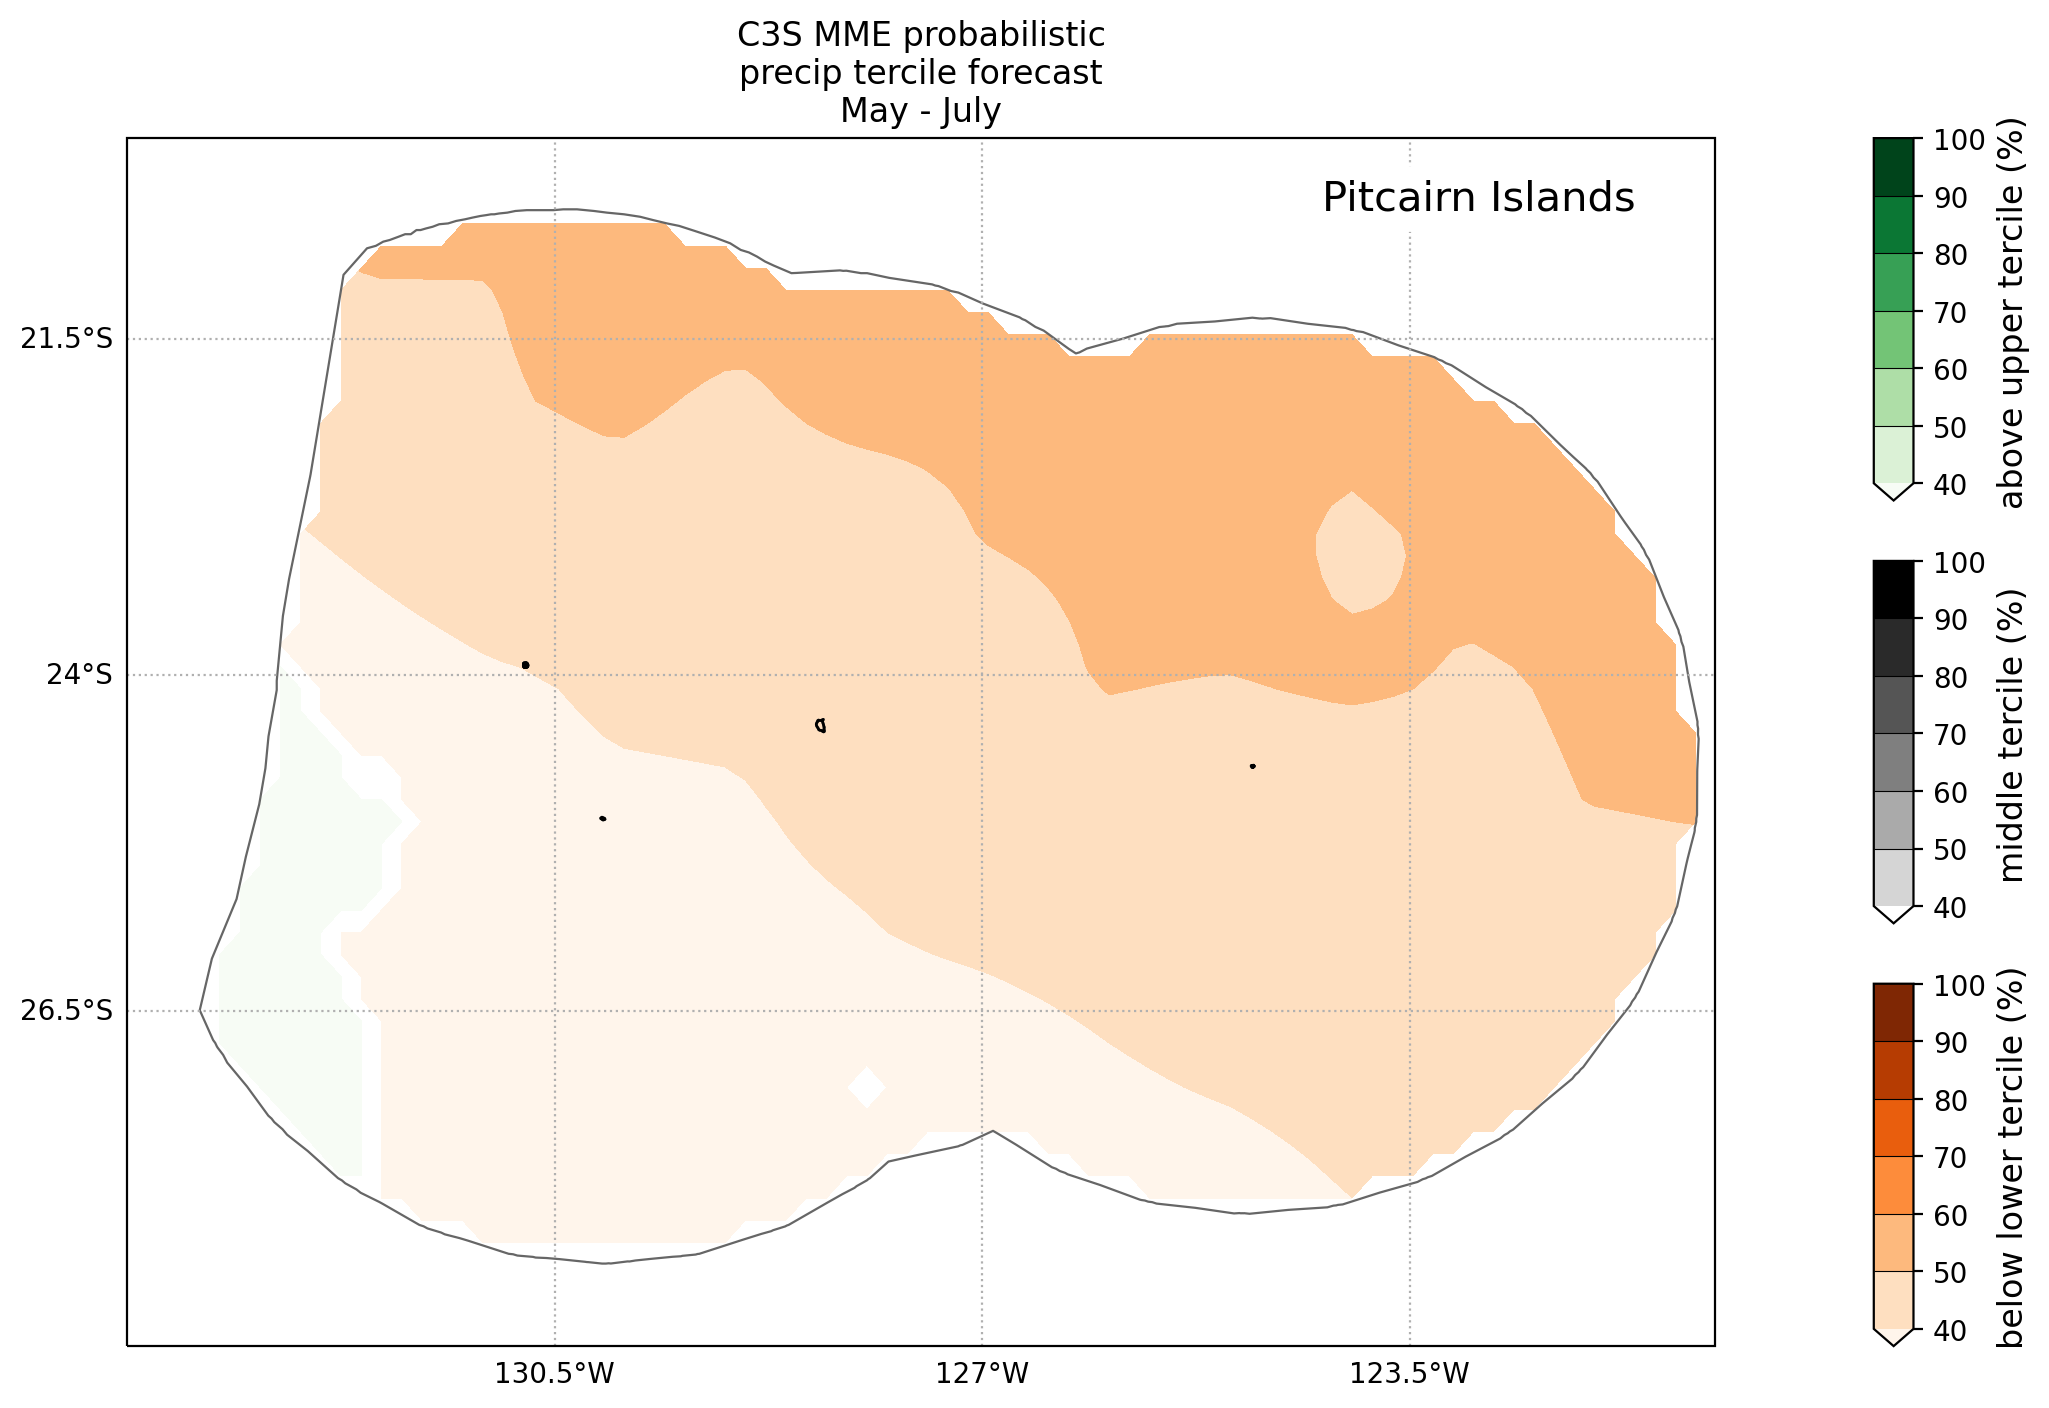 C3S MME probabilistic
precip tercile forecast
May - July
Pitcairn Islands
21.5°S
24°S
26.5°S
130.5°W
127°W
123.5°W
100
90
80
70
60
50
40
above upper tercile (%)
100
90
80
70
60
50
40
middle tercile (%)
100
90
80
70
60
50
40
below lower tercile (%)